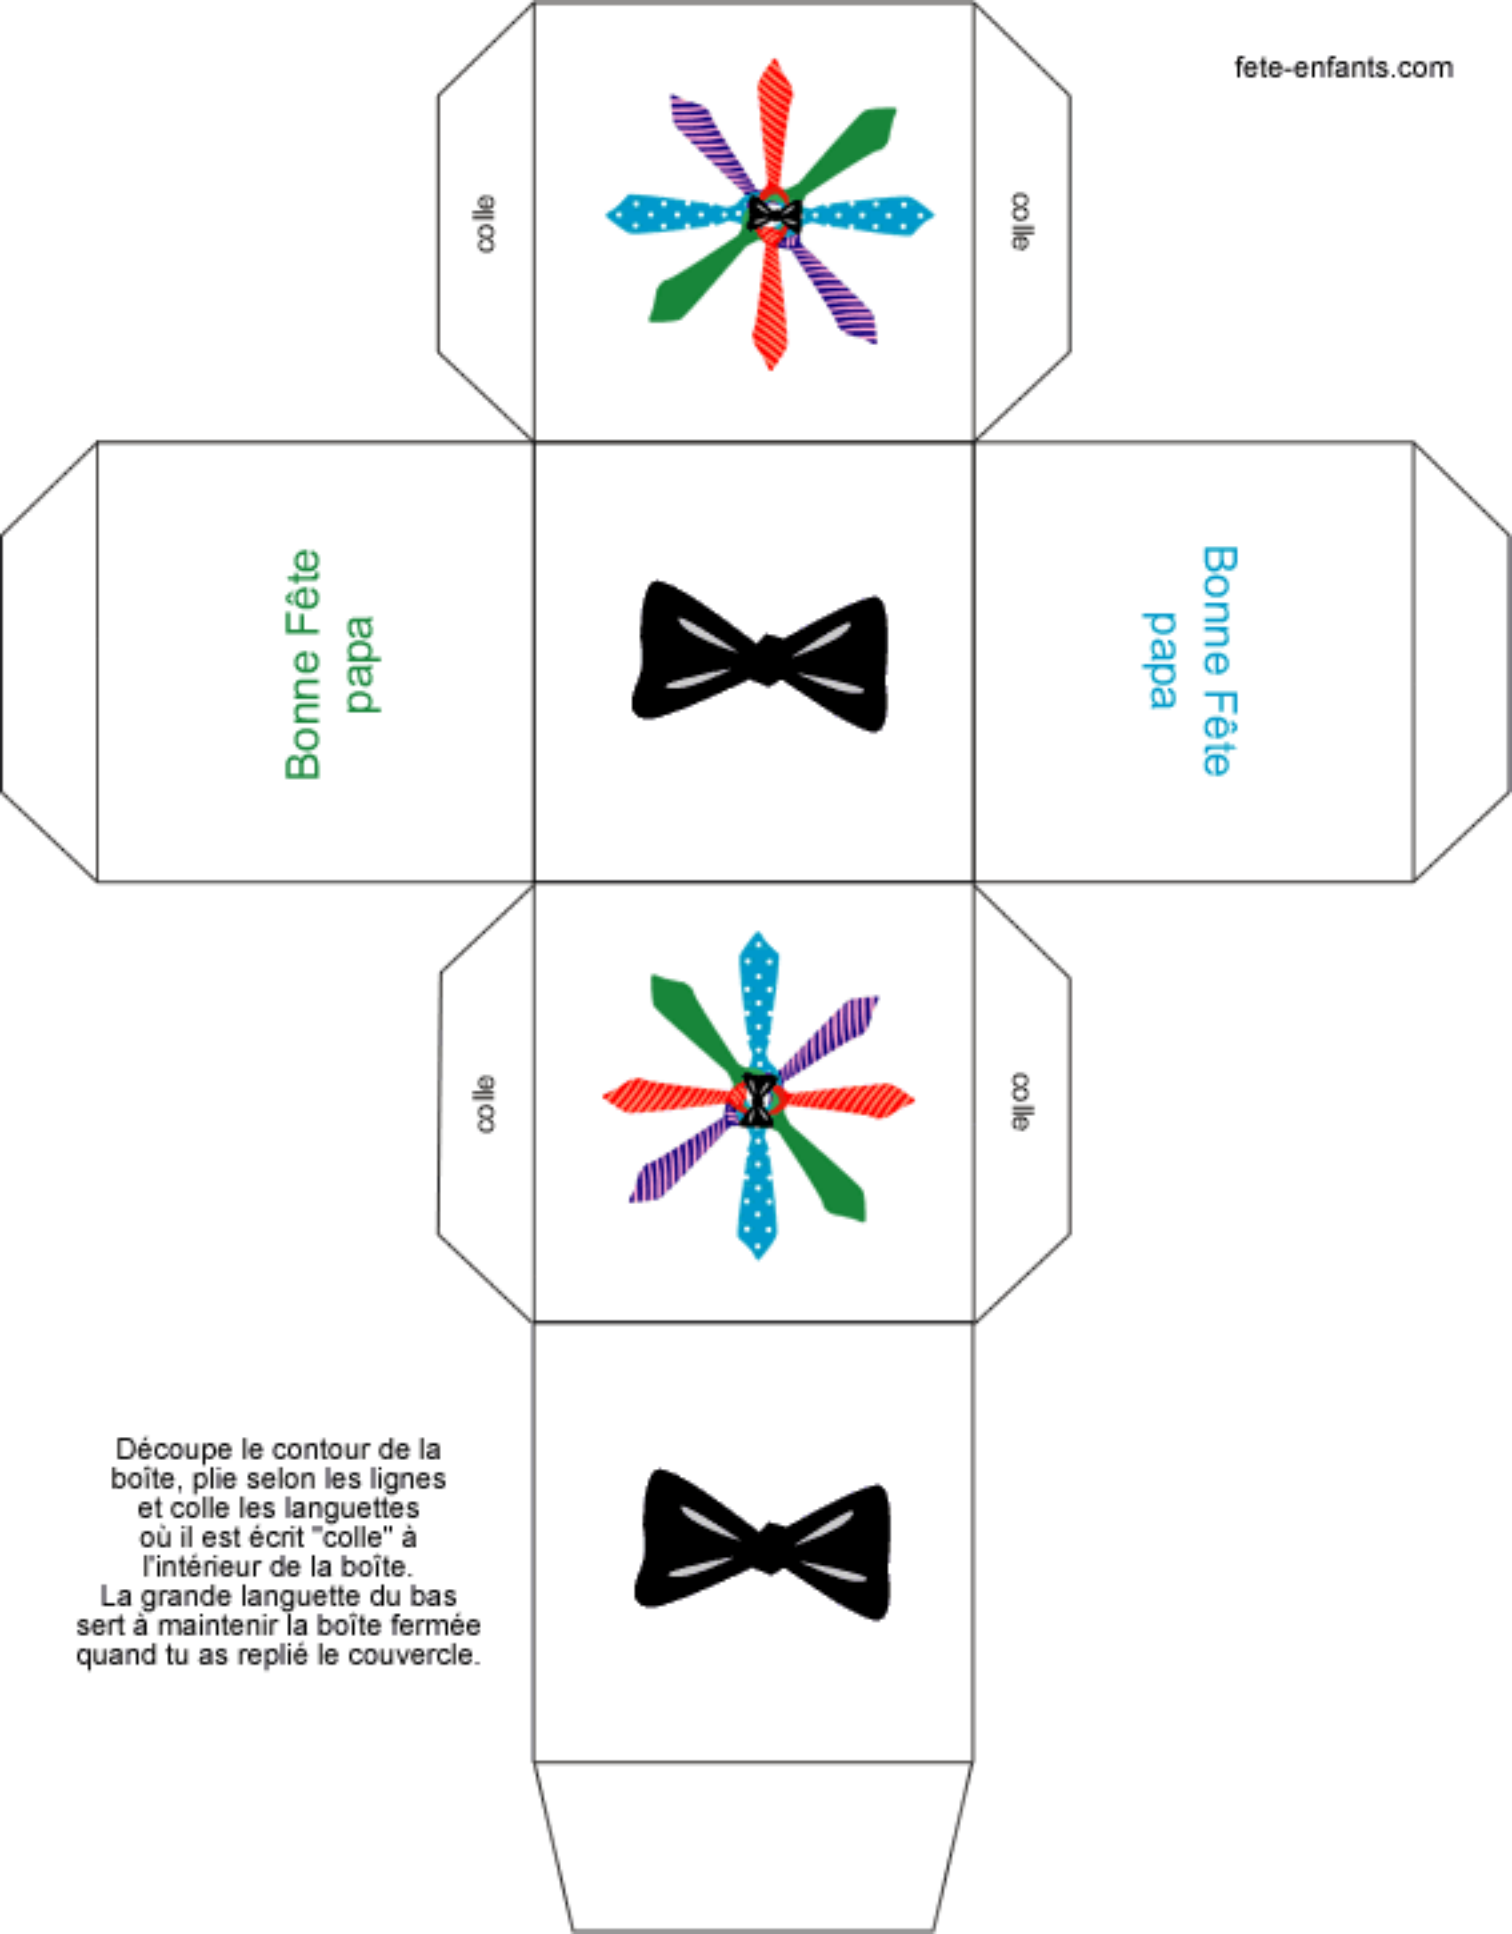 fete-enfants.com
colle
colle
Bonne Fête
papa
Bonne Fête
papa
colle
colle
Découpe le contour de la
boîte, plie selon les lignes
et colle les languettes
où il est écrit "colle" à
l'intérieur de la boîte.
La grande languette du bas
sert à maintenir la boîte fermée
quand tu as replié le couvercle.